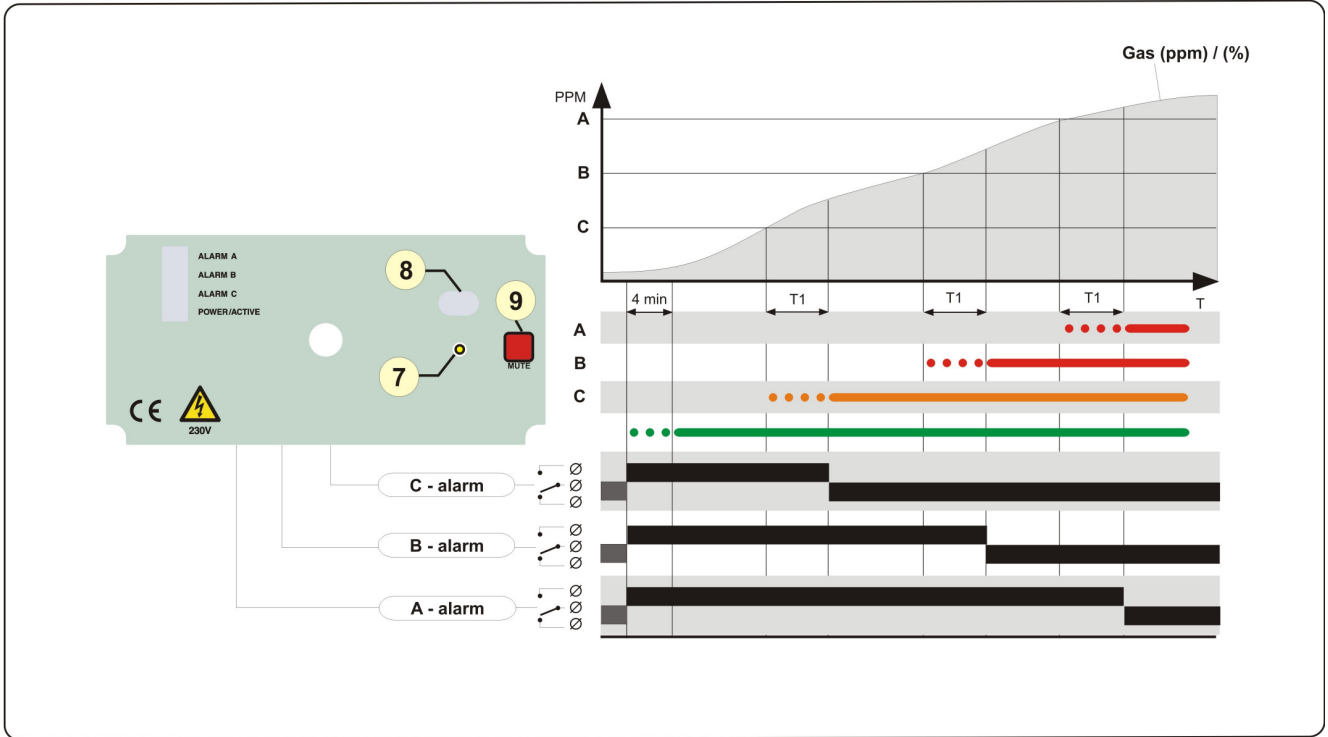 Gas (ppm) / (%)
PPM
A
B
C
4 min T1 T1 T1 T
ALARM A
ALARM B
ALARM C
POWER/ACTIVE
8
9
7
MUTE
CE
230V
A
B
C
C - alarm
B - alarm
A - alarm